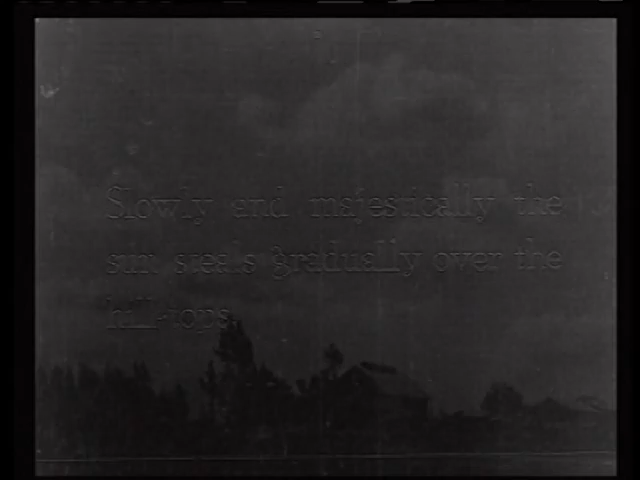 Slowly and majestically the
sun steals gradually over the
hill-tops.